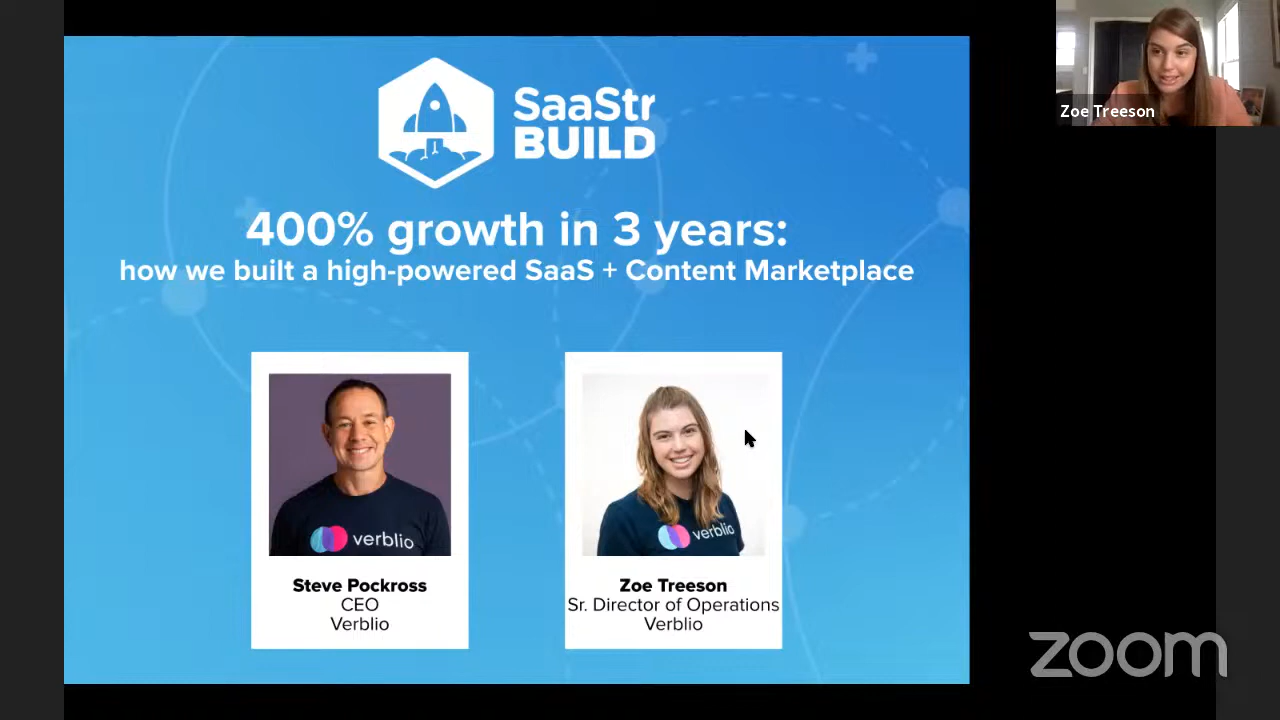 SaaStr
BUILD
400% growth in 3 years:
how we built a high-powered SaaS + Content Marketplace
verblio
verblio
Steve Pockross
CEO
Verblio
Zoe Treeson
Sr. Director of Operations
Verblio
Zoe Treeson
zoom